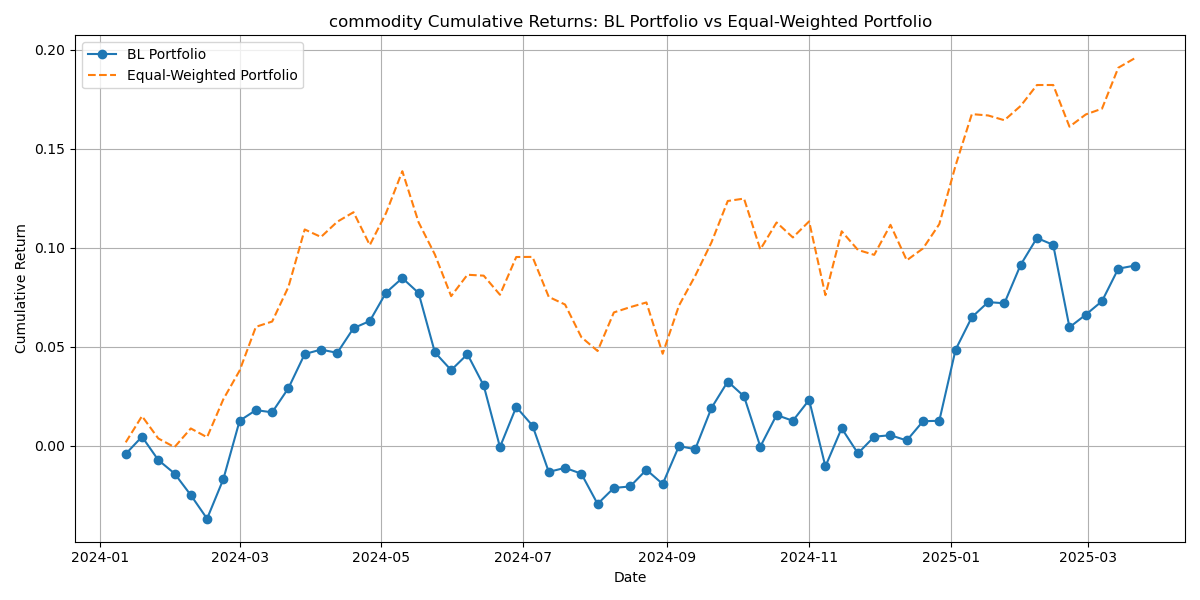 commodity Cumulative Returns: BL Portfolio vs Equal-Weighted Portfolio
BL Portfolio
Equal-Weighted Portfolio
Cumulative Return
0.20
0.15
0.10
0.05
0.00
2024-01 2024-03 2024-05 2024-07 2024-09 2024-11 2025-01 2025-03
Date